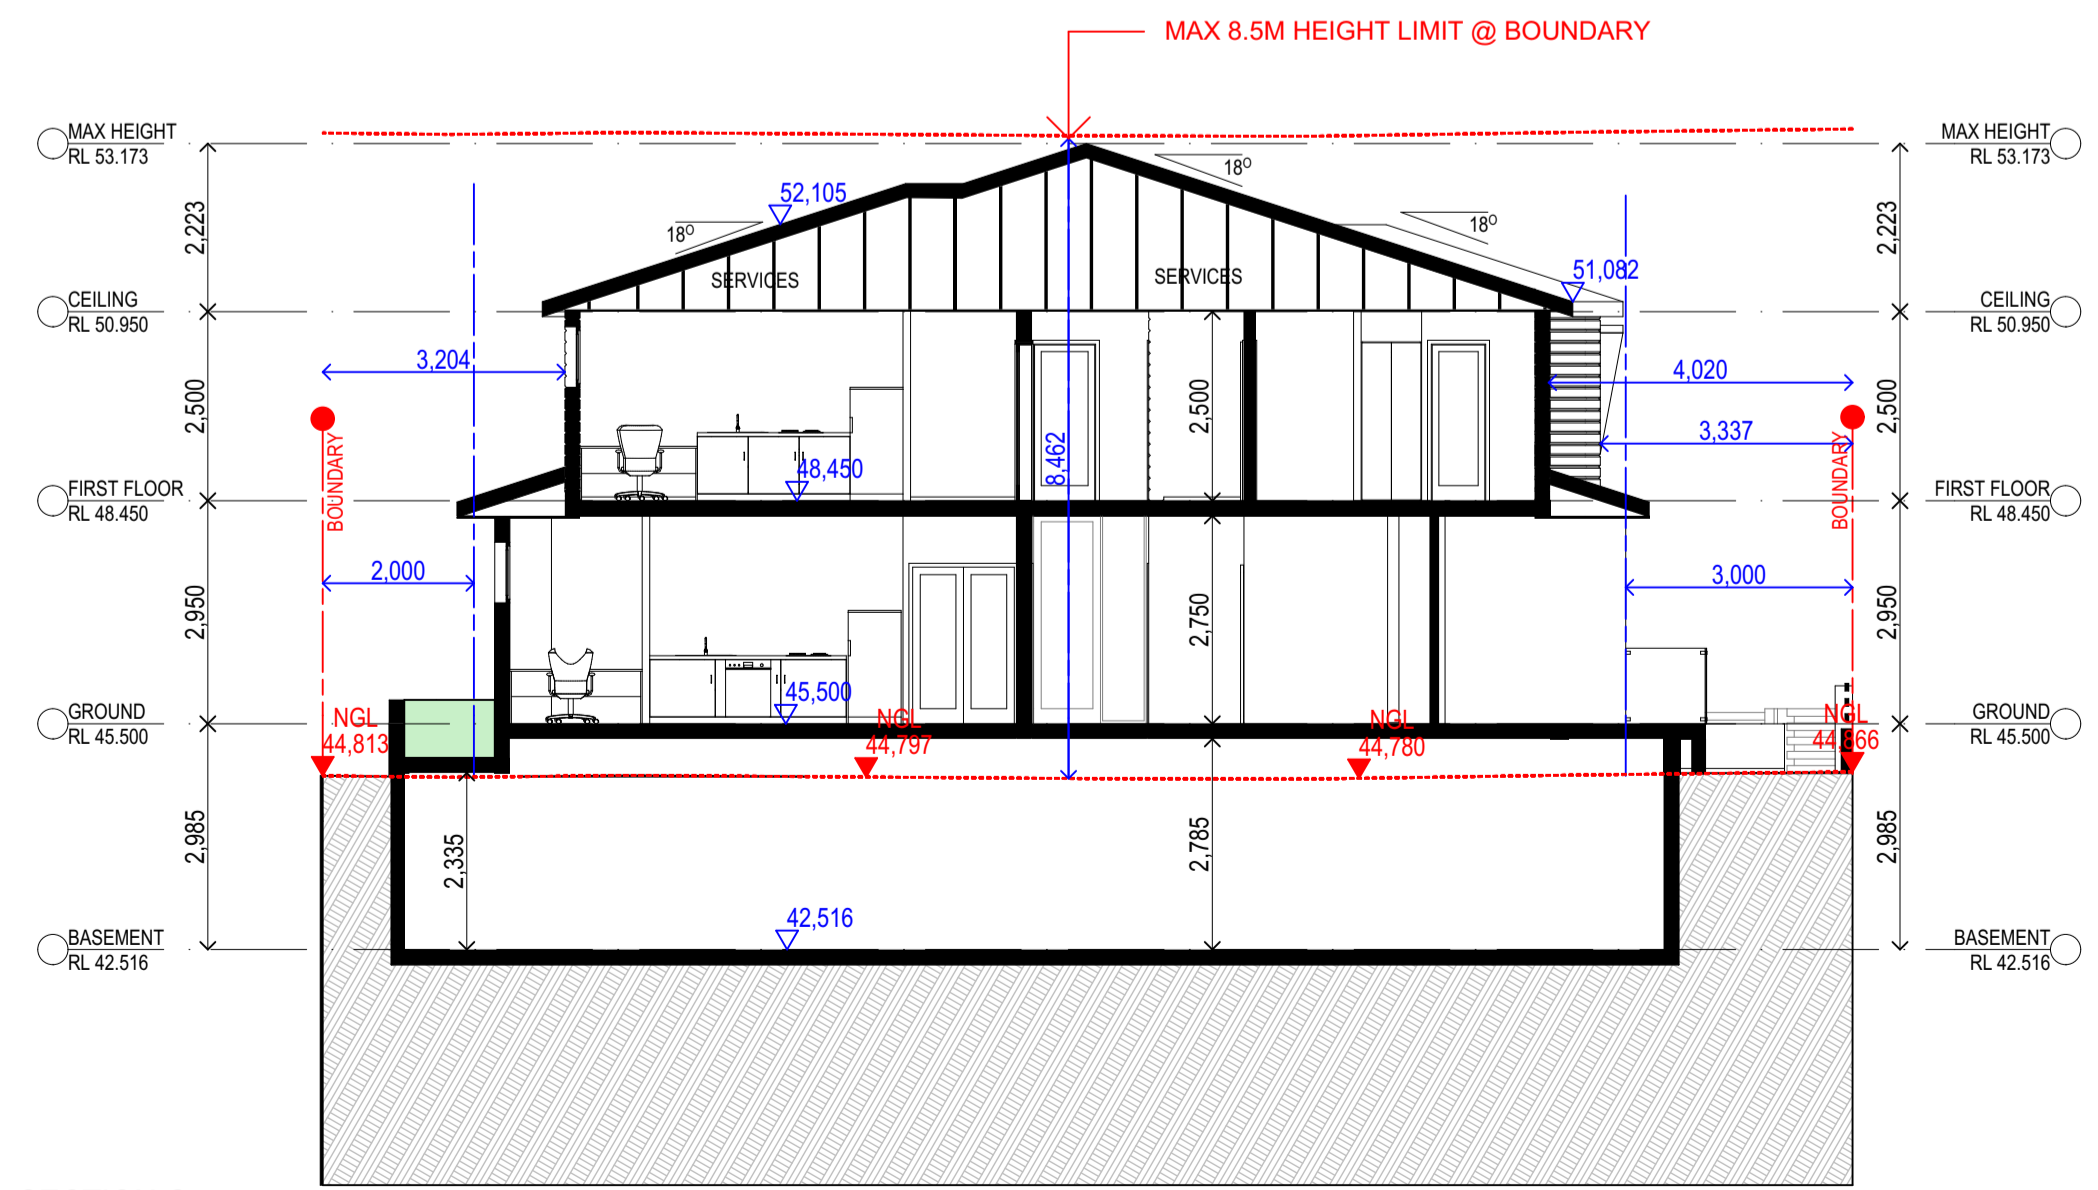 MAX 8.5M HEIGHT LIMIT @ BOUNDARY
MAX HEIGHT
RL 53.173
MAX HEIGHT
RL 53.173
18O
52,105
18O
18O
2,223
2,223
SERVICES
SERVICES
51,082
CEILING
RL 50.950
CEILING
RL 50.950
3,204
4,020
2,500
2,500
2,500
3,337
BOUNDARY
8,462
BOUNDARY
48,450
FIRST FLOOR
RL 48.450
FIRST FLOOR
RL 48.450
2,000
3,000
2,950
2,750
2,950
45,500
GROUND
RL 45.500
GROUND
RL 45.500
NGL
44,813
NGL
44,797
NGL
44,780
NGL
44,866
2,985
2,335
2,785
2,985
42,516
BASEMENT
RL 42.516
BASEMENT
RL 42.516